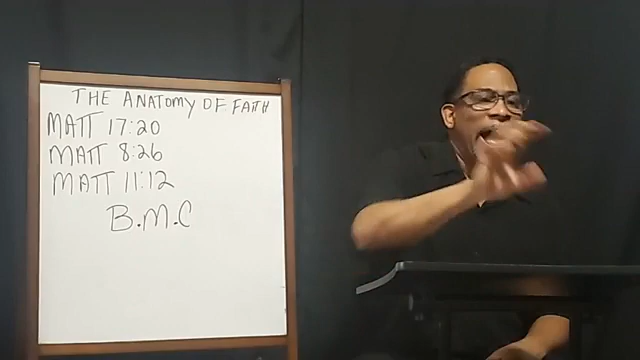 THE ANATOMY OF FAITH
MATT 17:20
MATT 8:26
MATT 11:12
B.M.C